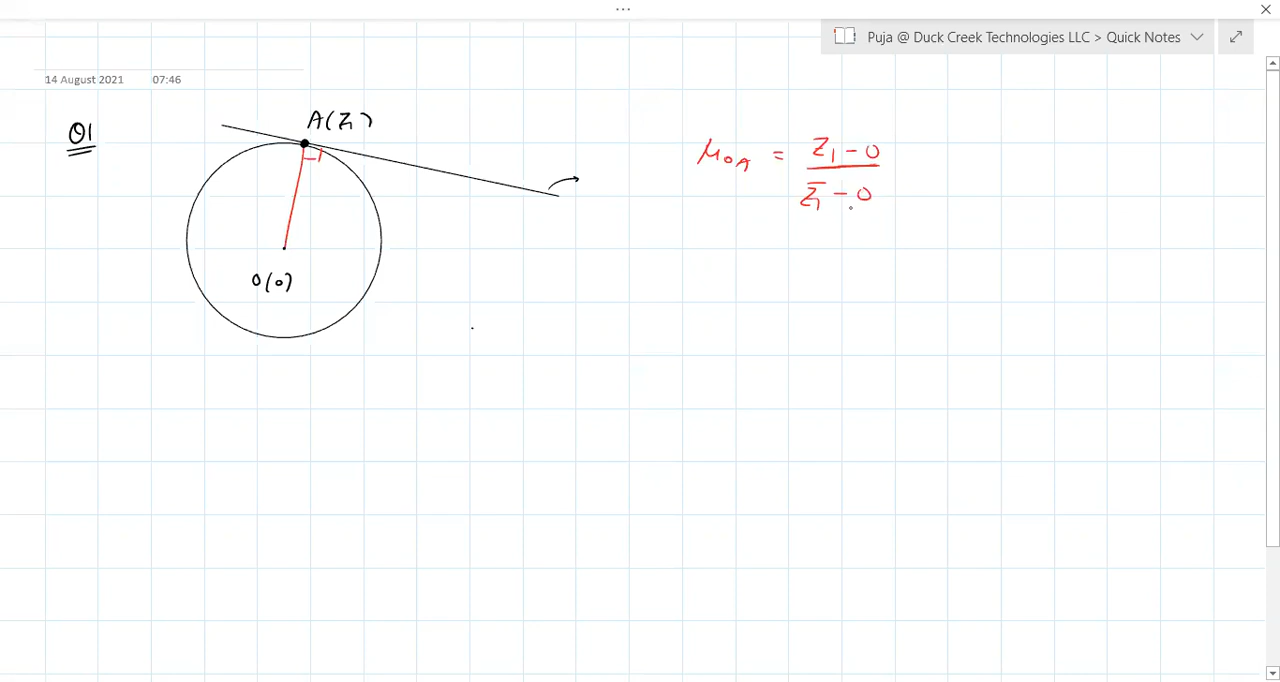 ...
Puja @ Duck Creek Technologies LLC > Quick Notes
14 August 2021 07:46
Q1
A(Z₁)
O(0)
μ_OA = (Z₁ - 0) / (Z̄₁ - 0)